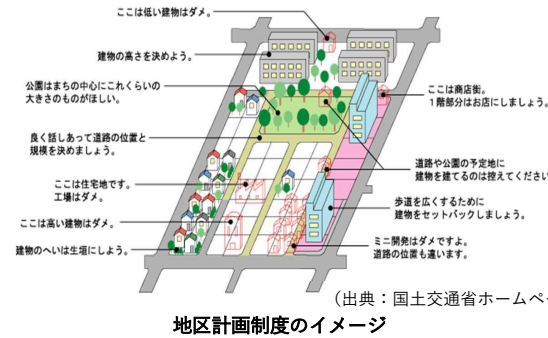 ここは低い建物はダメ。
建物の高さを決めよう。
公園はまちの中心にこれくらいの
大きさのものがほしい。
良く話しあって道路の位置と
規模を決めましょう。
ここは住宅地です。
工場はダメ。
ここは高い建物はダメ。
建物のへいは生垣にしよう。
ここは商店街。
1階部分はお店にしましょう。
道路や公園の予定地に
建物を建てるのは控えてください
歩道を広くするために
建物をセットバックしましょう。
ミニ開発はダメですよ。
道路の位置も違います。
(出典：国土交通省ホームペ
地区計画制度のイメージ